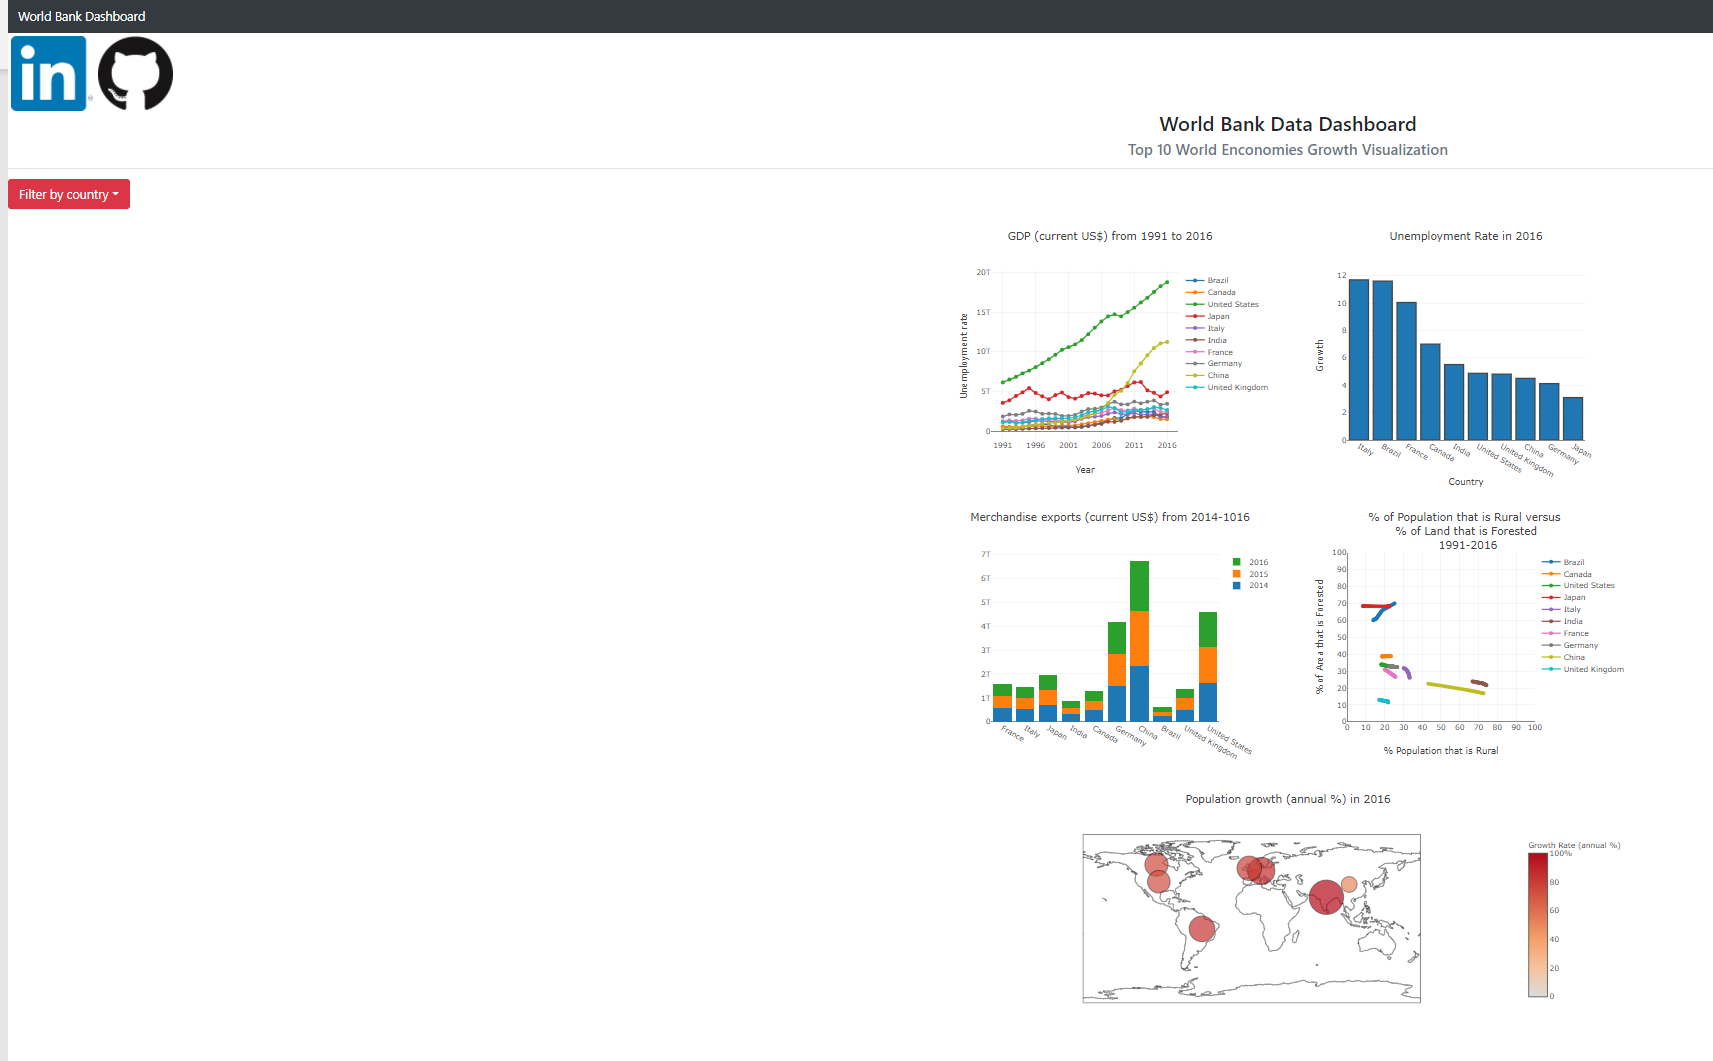 World Bank Dashboard
in
World Bank Data Dashboard
Top 10 World Enconomies Growth Visualization
Filter by country
GDP (current US$) from 1991 to 2016
20T
15T
10T
5T
0
Unemployment rate
1991 1996 2001 2006 2011 2016
Year
Brazil
Canada
United States
Japan
Italy
India
France
Germany
China
United Kingdom
Unemployment Rate in 2016
12
10
8
6
4
2
0
Growth
Italy Brazil France Canada India United States United Kingdom China Germany Japan
Country
Merchandise exports (current US$) from 2014-1016
7T
6T
5T
4T
3T
2T
1T
0
France Italy Japan India Canada Germany China Brazil United Kingdom United States
2016
2015
2014
% of Population that is Rural versus
% of Land that is Forested
1991-2016
100
90
80
70
60
50
40
30
20
10
0
% of Area that is Forested
0 10 20 30 40 50 60 70 80 90 100
% Population that is Rural
Brazil
Canada
United States
Japan
Italy
India
France
Germany
China
United Kingdom
Population growth (annual %) in 2016
Growth Rate (annual %)
100%
80
60
40
20
0